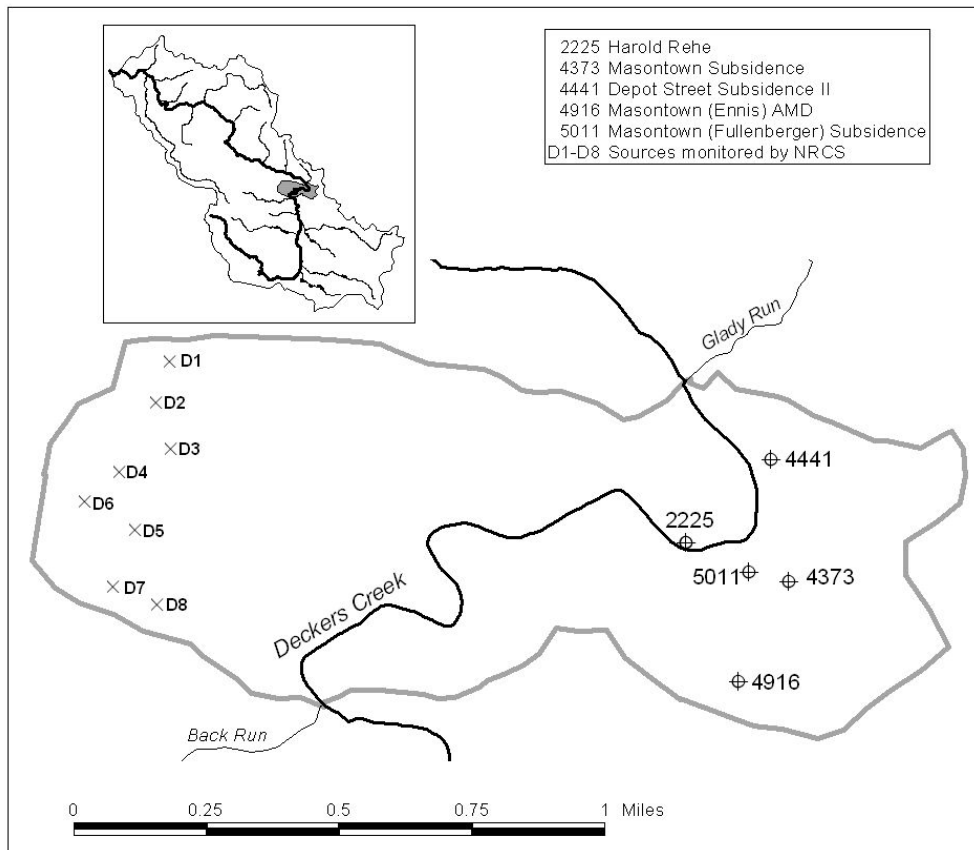 2225 Harold Rehe
4373 Masontown Subsidence
4441 Depot Street Subsidence II
4916 Masontown (Ennis) AMD
5011 Masontown (Fullenberger) Subsidence
D1-D8 Sources monitored by NRCS
Glady Run
D1
D2
D3
D4
D6
D5
D7
D8
4441
2225
5011
4373
4916
Deckers Creek
Back Run
0 0.25 0.5 0.75 1 Miles